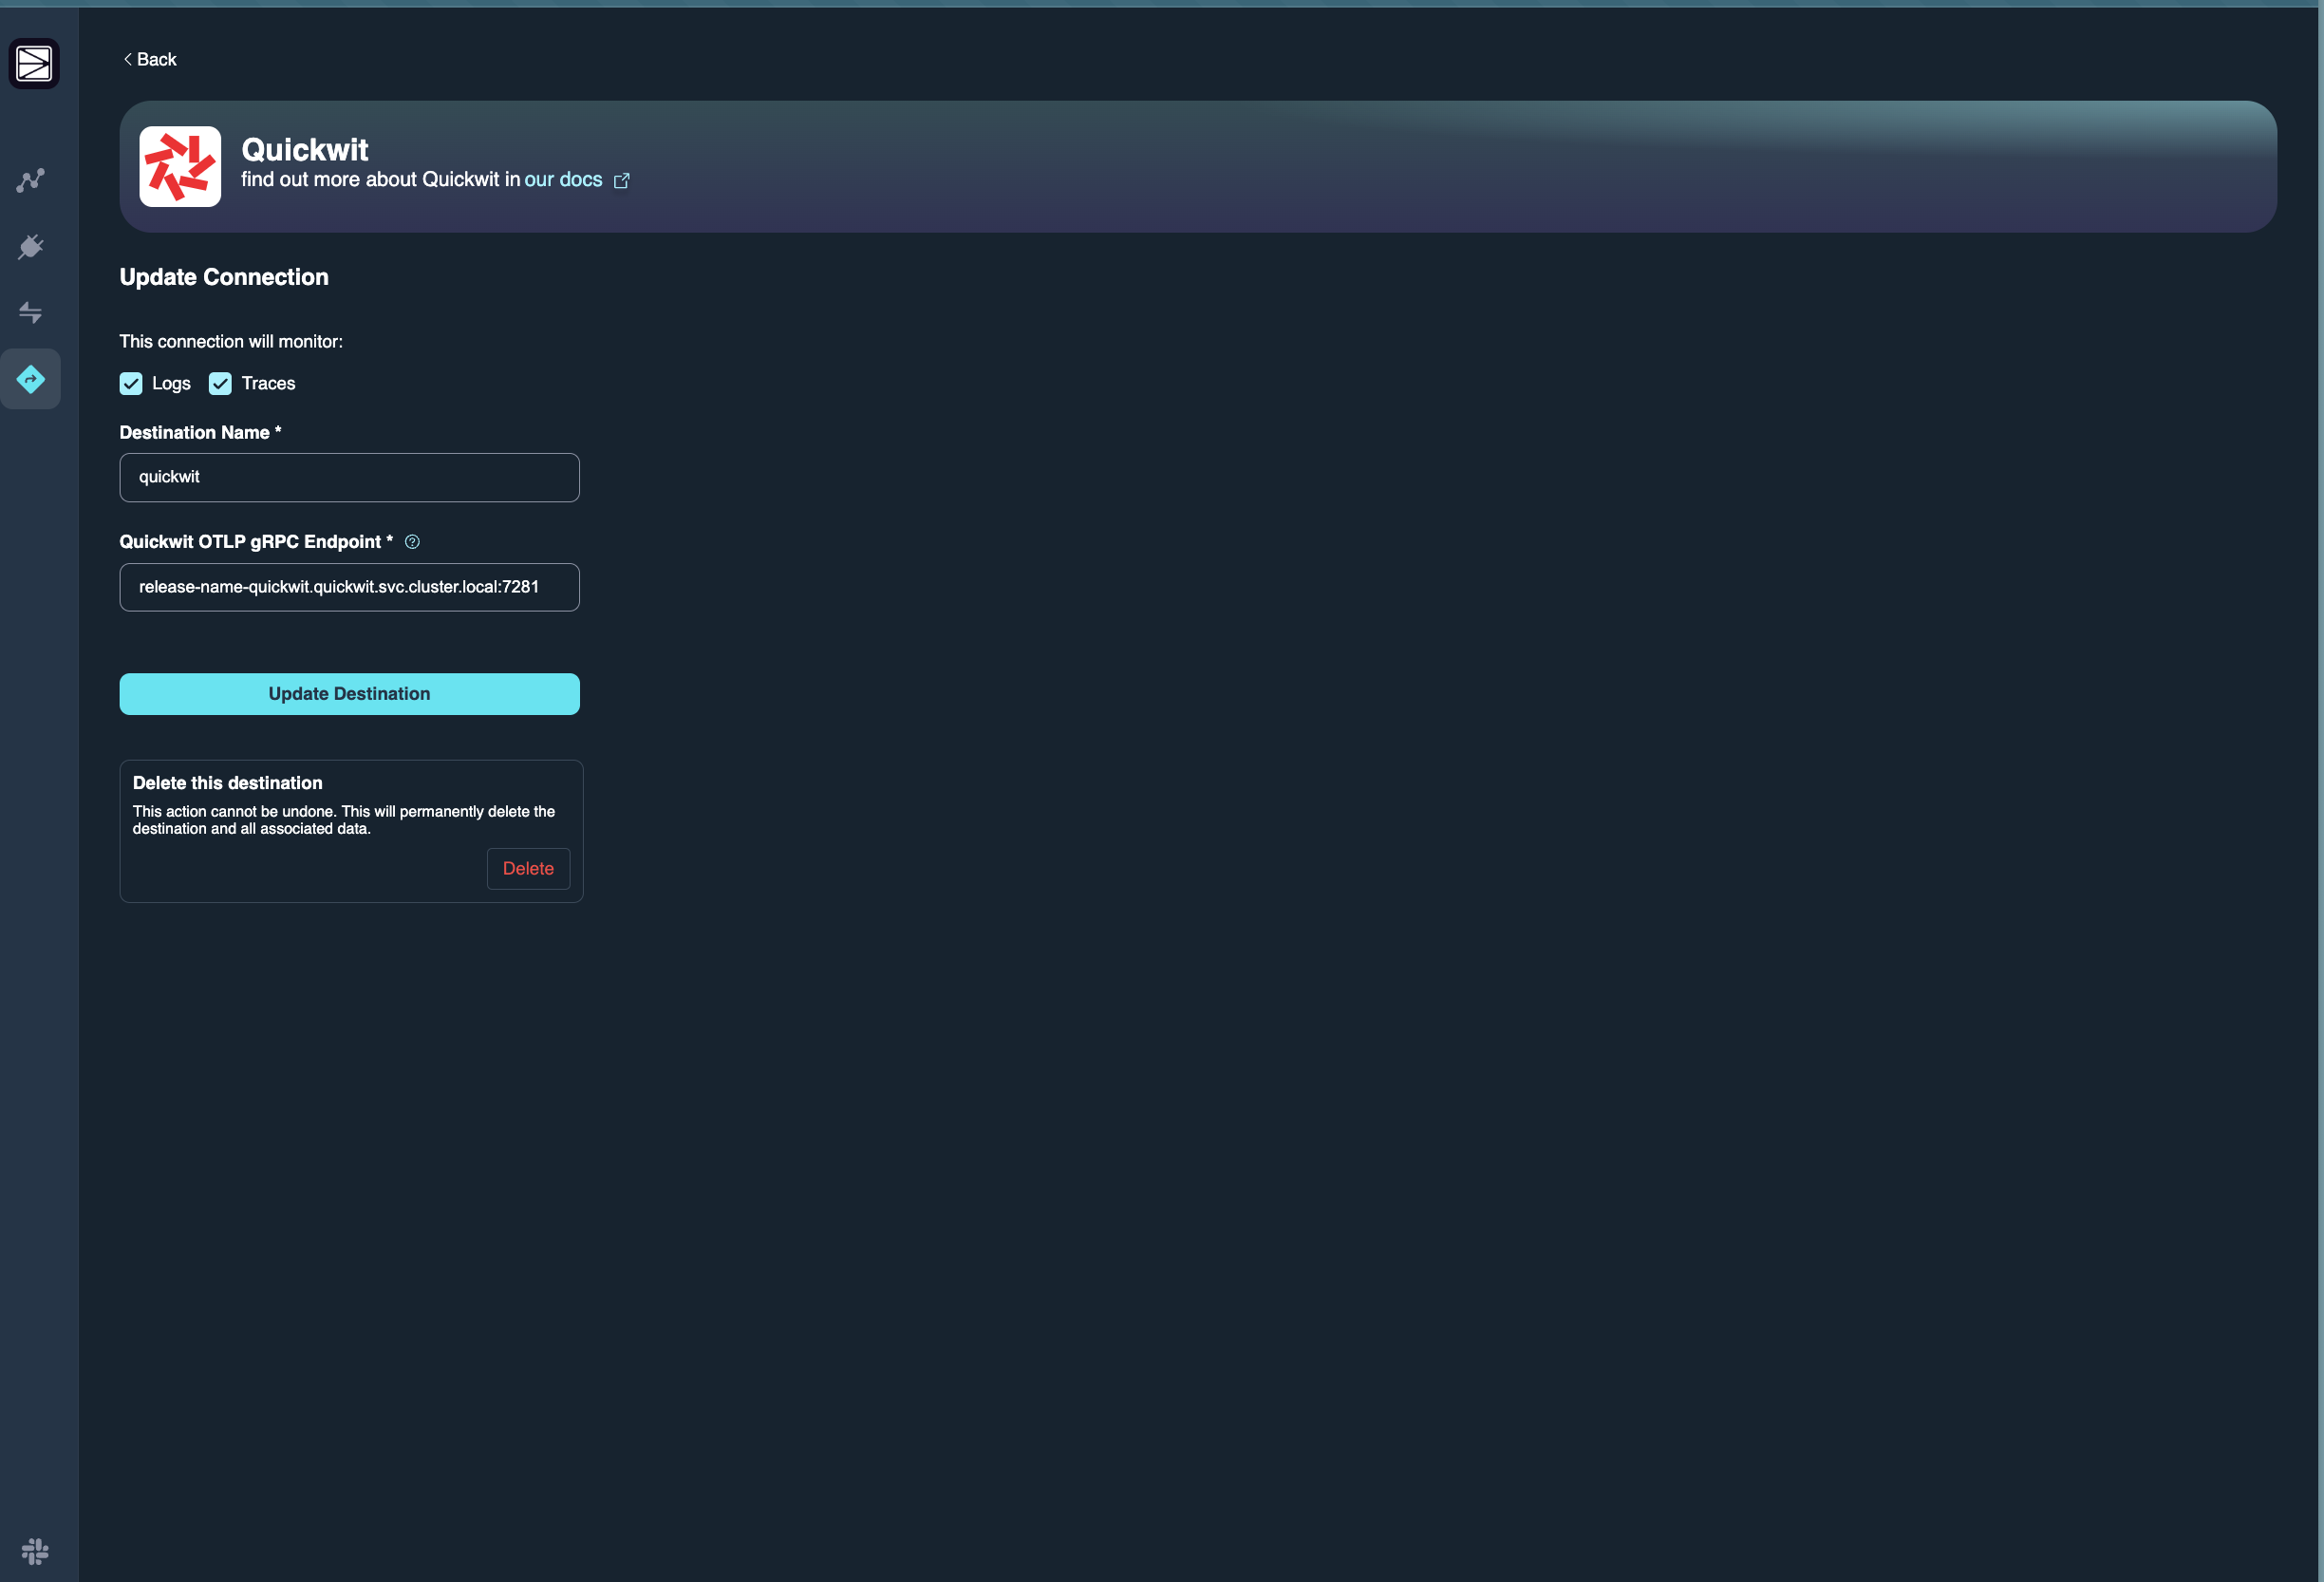 Back
Quickwit
find out more about Quickwit in our docs
Update Connection
This connection will monitor:
Logs Traces
Destination Name *
quickwit
Quickwit OTLP gRPC Endpoint *
release-name-quickwit.quickwit.svc.cluster.local:7281
Update Destination
Delete this destination
This action cannot be undone. This will permanently delete the
destination and all associated data.
Delete